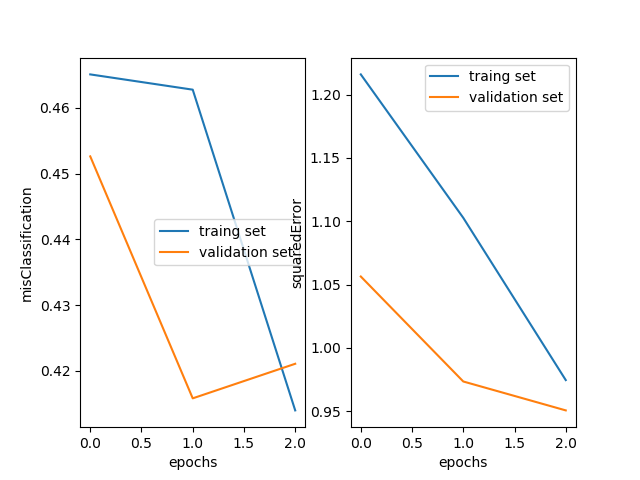 0.46
0.45
0.44
0.43
0.42
misClassification
0.0 0.5 1.0 1.5 2.0
epochs
traing set
validation set
1.20
1.15
1.10
1.05
1.00
0.95
squaredError
0.0 0.5 1.0 1.5 2.0
epochs
traing set
validation set